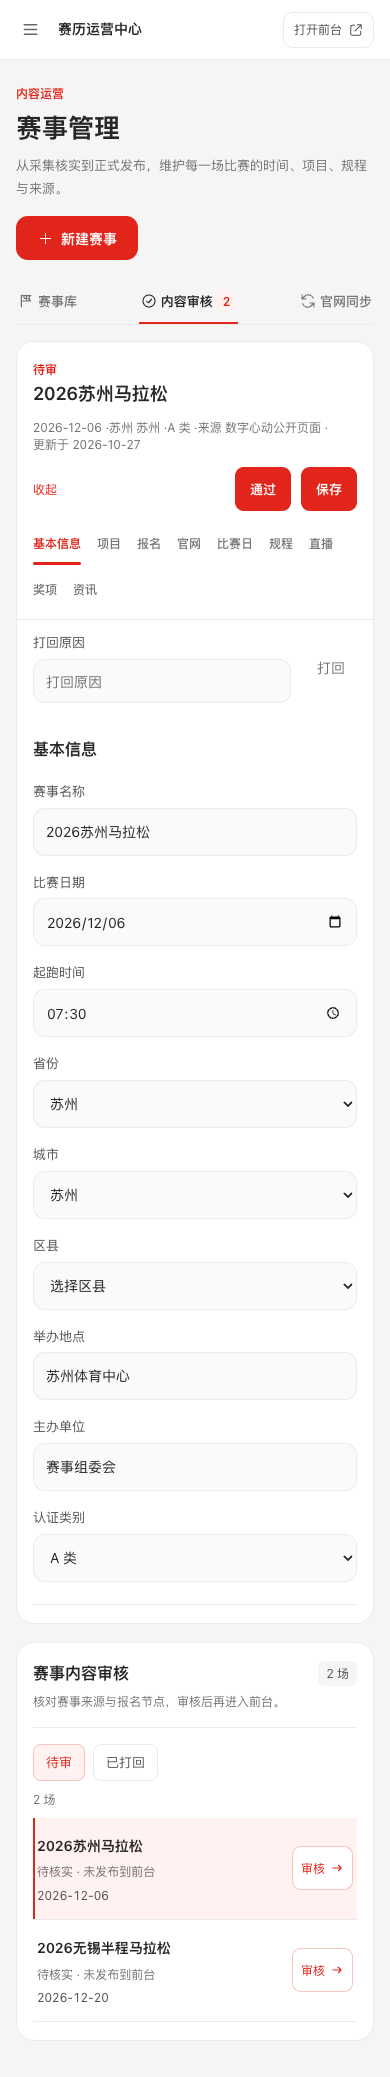 赛历运营中心
打开前台
内容运营
赛事管理
从采集核实到正式发布，维护每一场比赛的时间、项目、规程
与来源。
新建赛事
赛事库
内容审核 2
官网同步
待审
2026苏州马拉松
2026-12-06 ·苏州 苏州 ·A 类 ·来源 数字心动公开页面 ·
更新于 2026-10-27
收起
通过
保存
基本信息 项目 报名 官网 比赛日 规程 直播
奖项 资讯
打回原因
打回原因
打回
基本信息
赛事名称
2026苏州马拉松
比赛日期
2026/12/06
起跑时间
07:30
省份
苏州
城市
苏州
区县
选择区县
举办地点
苏州体育中心
主办单位
赛事组委会
认证类别
A 类
赛事内容审核
2 场
核对赛事来源与报名节点，审核后再进入前台。
待审
已打回
2 场
2026苏州马拉松
待核实 · 未发布到前台
2026-12-06
审核 →
2026无锡半程马拉松
待核实 · 未发布到前台
2026-12-20
审核 →